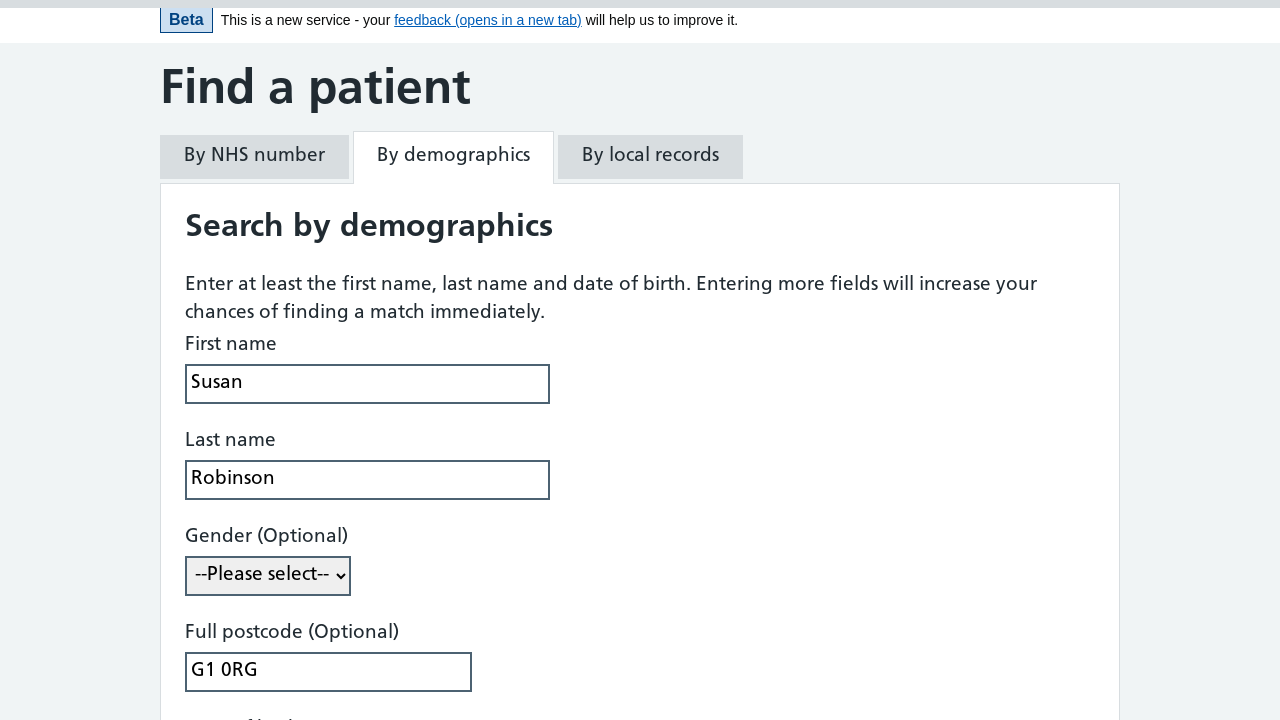 Beta This is a new service - your feedback (opens in a new tab) will help us to improve it.
Find a patient
By NHS number By demographics By local records
Search by demographics
Enter at least the first name, last name and date of birth. Entering more fields will increase your
chances of finding a match immediately.
First name
Susan
Last name
Robinson
Gender (Optional)
--Please select--
Full postcode (Optional)
G1 0RG